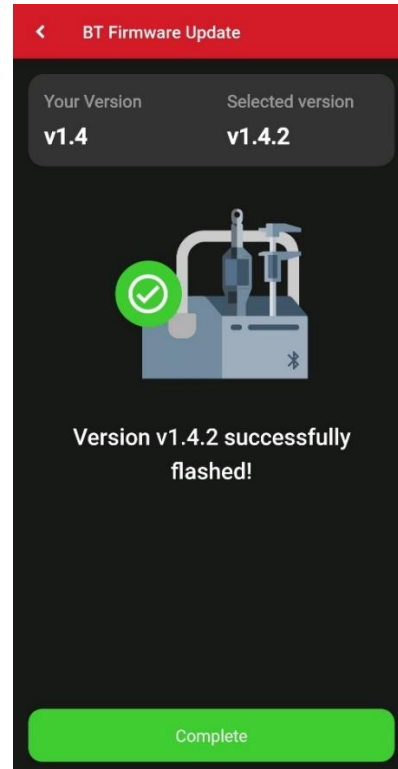 BT Firmware Update
Your Version
Selected version
v1.4
v1.4.2
Version v1.4.2 successfully
flashed!
Complete